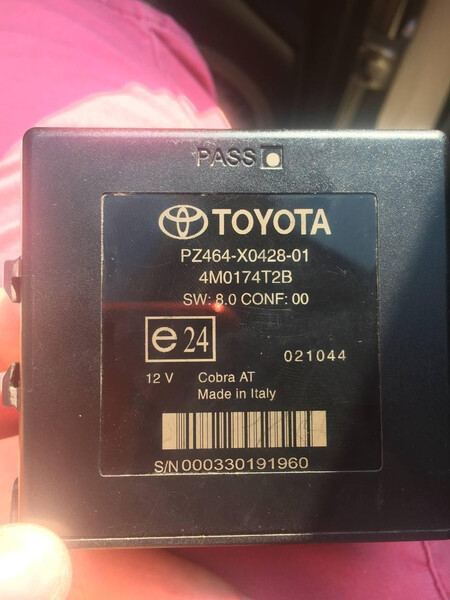 PASS
TOYOTA
PZ464-X0428-01
4M0174T2B
SW: 8.0 CONF: 00
e24
021044
12 V Cobra AT
Made in Italy
S/N 000330191960